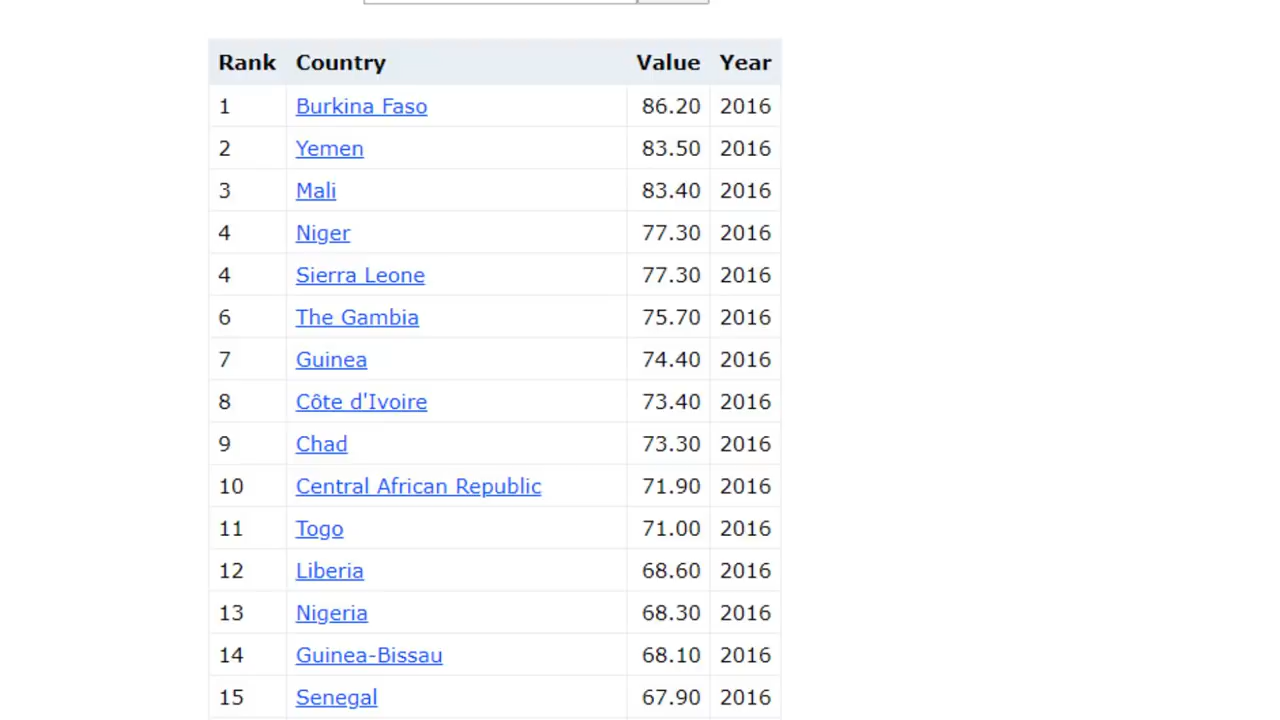 Rank Country Value Year
1 Burkina Faso 86.20 2016
2 Yemen 83.50 2016
3 Mali 83.40 2016
4 Niger 77.30 2016
4 Sierra Leone 77.30 2016
6 The Gambia 75.70 2016
7 Guinea 74.40 2016
8 Côte d'Ivoire 73.40 2016
9 Chad 73.30 2016
10 Central African Republic 71.90 2016
11 Togo 71.00 2016
12 Liberia 68.60 2016
13 Nigeria 68.30 2016
14 Guinea-Bissau 68.10 2016
15 Senegal 67.90 2016